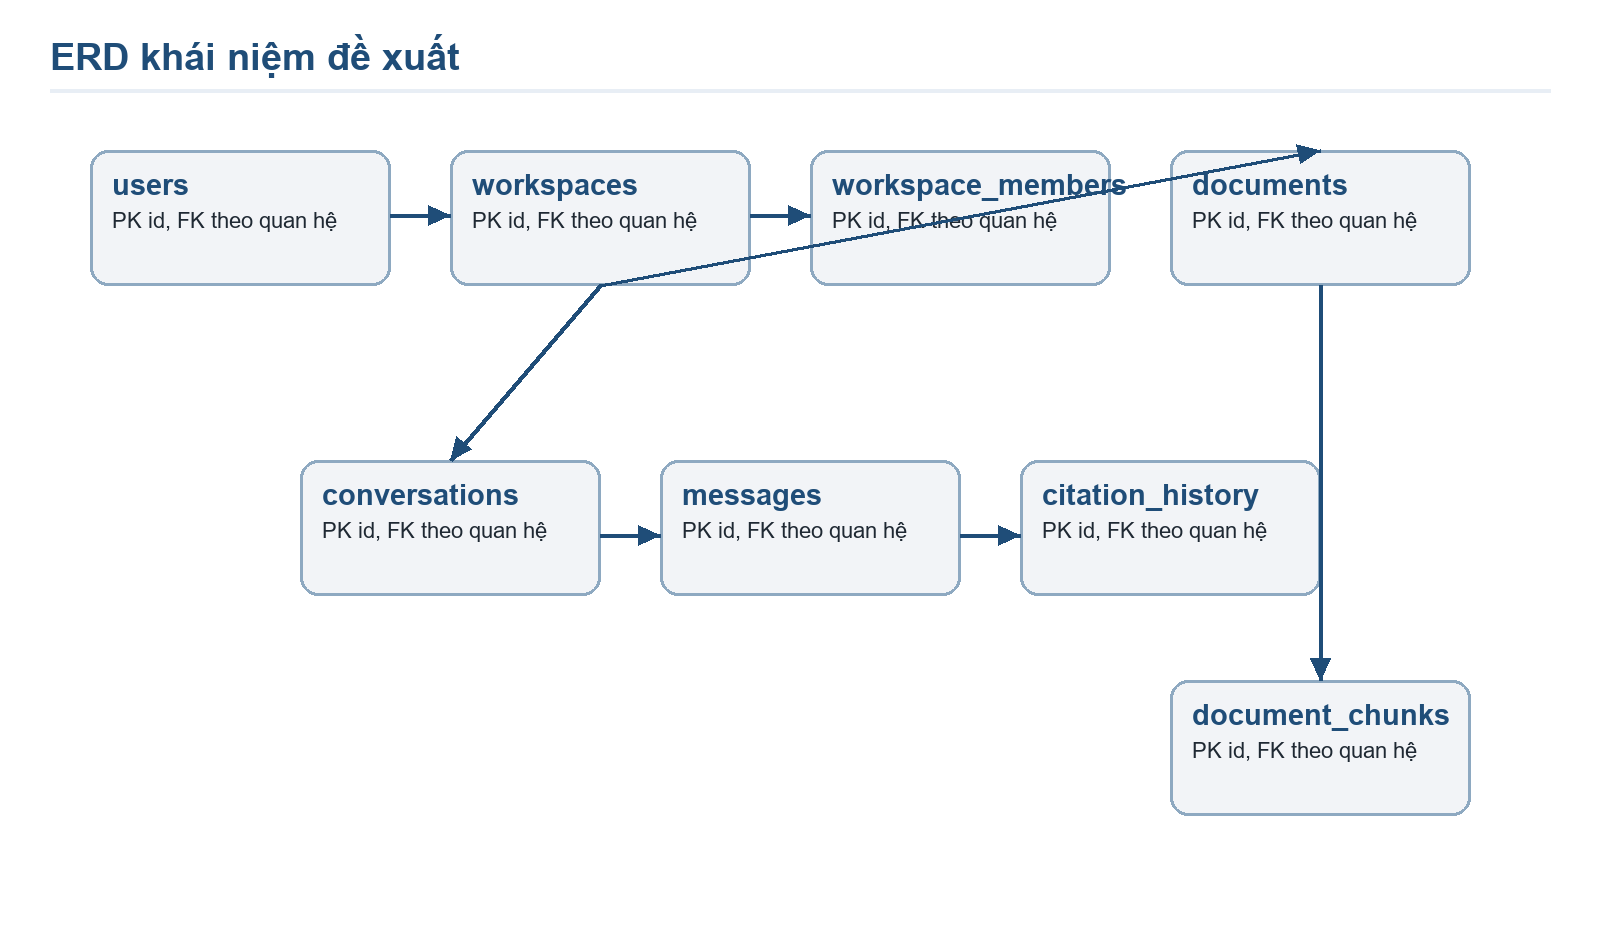 ERD khái niệm đề xuất
users
PK id, FK theo quan hệ
workspaces
PK id, FK theo quan hệ
workspace_members
PK id, FK theo quan hệ
documents
PK id, FK theo quan hệ
conversations
PK id, FK theo quan hệ
messages
PK id, FK theo quan hệ
citation_history
PK id, FK theo quan hệ
document_chunks
PK id, FK theo quan hệ